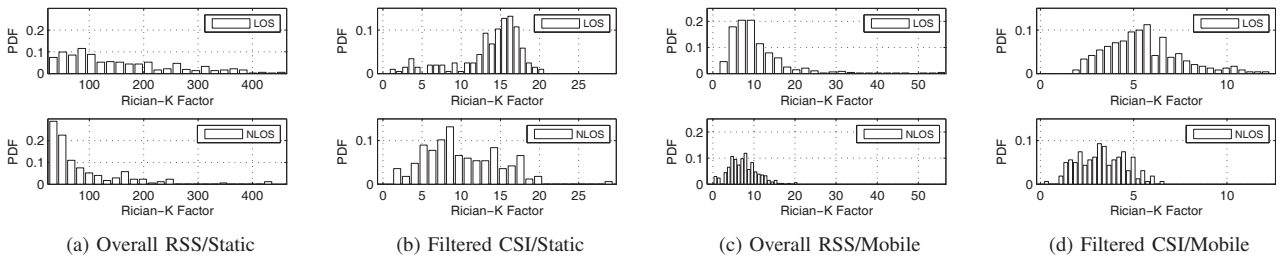 LOS
PDF
0.2
0.1
0
100 200 300 400
Rician−K Factor
NLOS
PDF
0.2
0.1
0
100 200 300 400
Rician−K Factor
(a) Overall RSS/Static
LOS
PDF
0.1
0
0 5 10 15 20 25
Rician−K Factor
NLOS
PDF
0.1
0
0 5 10 15 20 25
Rician−K Factor
(b) Filtered CSI/Static
LOS
PDF
0.2
0.1
0
0 10 20 30 40 50
Rician−K Factor
NLOS
PDF
0.2
0.1
0
0 10 20 30 40 50
Rician−K Factor
(c) Overall RSS/Mobile
LOS
PDF
0.1
0
0 5 10
Rician−K Factor
NLOS
PDF
0.1
0
0 5 10
Rician−K Factor
(d) Filtered CSI/Mobile